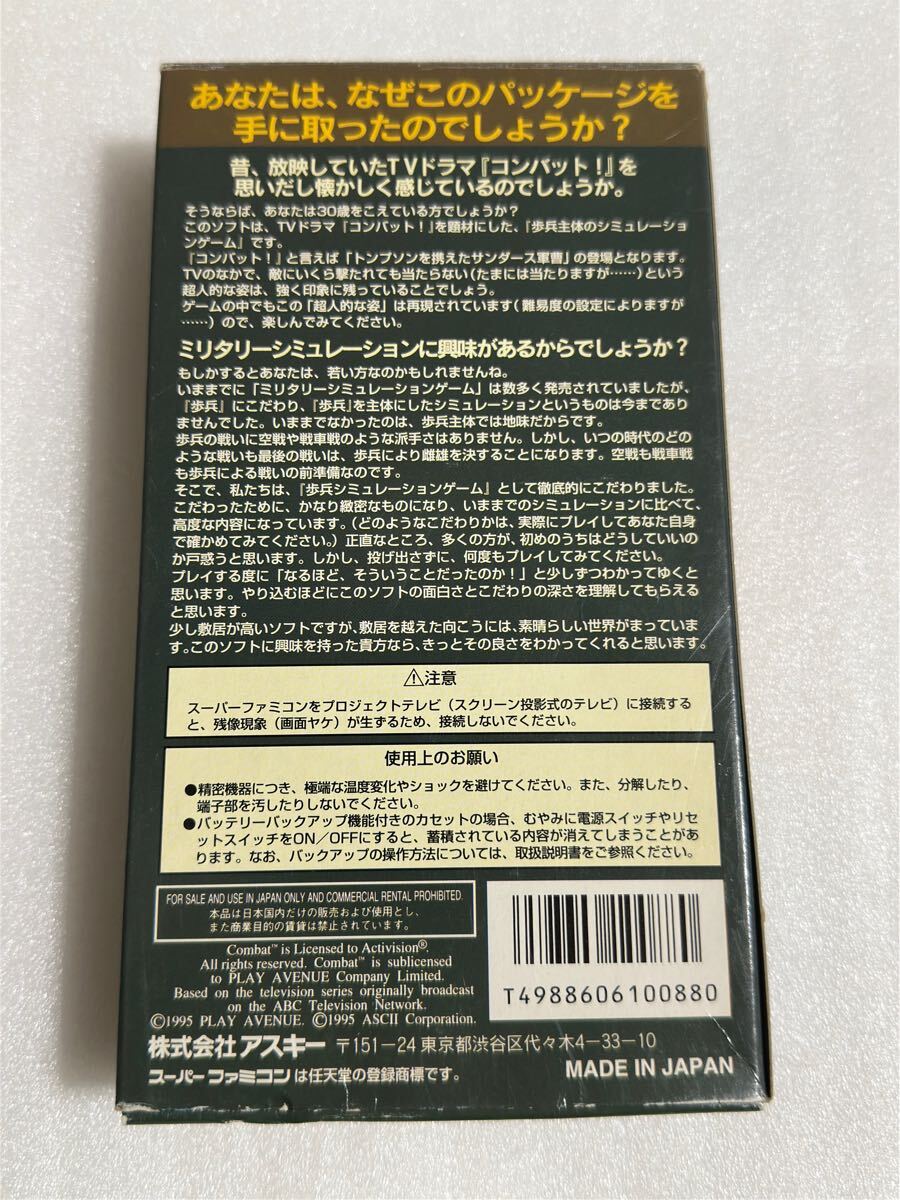 あなたは、なぜこのパッケージを
手に取ったのでしょうか？
昔、放映していたTVドラマ『コンバット！』を
思いだし懐かしく感じているのでしょうか。
そうならば、あなたは30歳をこえている方でしょうか？
このソフトは、TVドラマ『コンバット！』を題材にした、『歩兵主体のシミュレーショ
ンゲーム』です。
『コンバット！』と言えば「トンプソンを携えたサンダース軍曹」の登場となります。
TVのなかで、敵にいくら撃たれても当たらない(たまには当たりますが……)という
超人的な姿は、強く印象に残っていることでしょう。
ゲームの中でもこの「超人的な姿」は再現されています(難易度の設定によりますが
……)ので、楽しんでみてください。
ミリタリーシミュレーションに興味があるからでしょうか？
もしかするとあなたは、若い方なのかもしれませんね。
いままでに「ミリタリーシミュレーションゲーム」は数多く発売されていましたが、
『歩兵』にこだわり、『歩兵』を主体にしたシミュレーションというものは今まであり
ませんでした。いままでなかったのは、歩兵主体では地味だからです。
歩兵の戦いに空戦や戦車戦のような派手さはありません。しかし、いつの時代のどの
ような戦いも最後の戦いは、歩兵により雌雄を決することになります。空戦も戦車戦
も歩兵による戦いの前準備なのです。
そこで、私たちは、『歩兵シミュレーションゲーム』として徹底的にこだわりました。
こだわったために、かなり緻密なものになり、いままでのシミュレーションに比べて、
高度な内容になっています。(どのようなこだわりかは、実際にプレイしてあなた自身
で確かめてみてください。)正直なところ、多くの方が、初めのうちはどうしていいの
か戸惑うと思います。しかし、投げ出さずに、何度もプレイしてみてください。
プレイする度に「なるほど、そういうことだったのか！」と少しずつわかってゆくと
思います。やり込むほどにこのソフトの面白さとこだわりの深さを理解してもらえる
と思います。
少し敷居が高いソフトですが、敷居を越えた向こうには、素晴らしい世界がまっていま
す。このソフトに興味を持った貴方なら、きっとその良さをわかってくれると思います。
⚠注意
スーパーファミコンをプロジェクトテレビ（スクリーン投影式のテレビ）に接続する
と、残像現象（画面ヤケ）が生ずるため、接続しないでください。
使用上のお願い
●精密機器につき、極端な温度変化やショックを避けてください。また、分解したり、
端子部を汚したりしないでください。
●バッテリーバックアップ機能付きのカセットの場合、むやみに電源スイッチやリセ
ットスイッチをON／OFFにすると、蓄積されている内容が消えてしまうことがあ
ります。なお、バックアップの操作方法については、取扱説明書をご参照ください。
FOR SALE AND USE IN JAPAN ONLY AND COMMERCIAL RENTAL PROHIBITED.
本品は日本国内だけの販売および使用とし、
また商業目的の賃貸は禁止されています。
Combat™ is Licensed to Activision®.
All rights reserved. Combat™ is sublicensed
to PLAY AVENUE Company Limited.
Based on the television series originally broadcast
on the ABC Television Network.
©1995 PLAY AVENUE. ©1995 ASCII Corporation.
T4988606100880
株式会社アスキー 〒151-24 東京都渋谷区代々木4-33-10
スーパーファミコンは任天堂の登録商標です。
MADE IN JAPAN